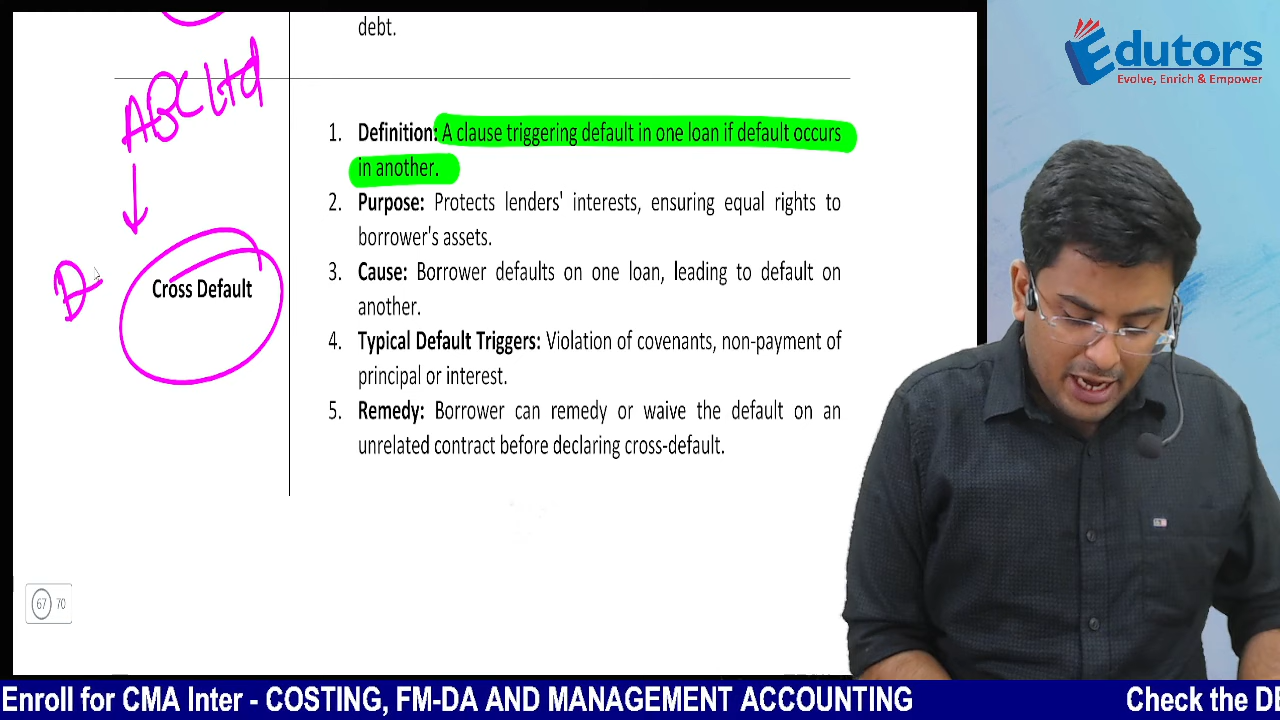 debt.
Edutors
Evolve, Enrich & Empower
ABC Ltd
1. Definition: A clause triggering default in one loan if default occurs
in another.
2. Purpose: Protects lenders' interests, ensuring equal rights to
borrower's assets.
D
Cross Default
3. Cause: Borrower defaults on one loan, leading to default on
another.
4. Typical Default Triggers: Violation of covenants, non-payment of
principal or interest.
5. Remedy: Borrower can remedy or waive the default on an
unrelated contract before declaring cross-default.
67 70
Enroll for CMA Inter - COSTING, FM-DA AND MANAGEMENT ACCOUNTING
Check the DE